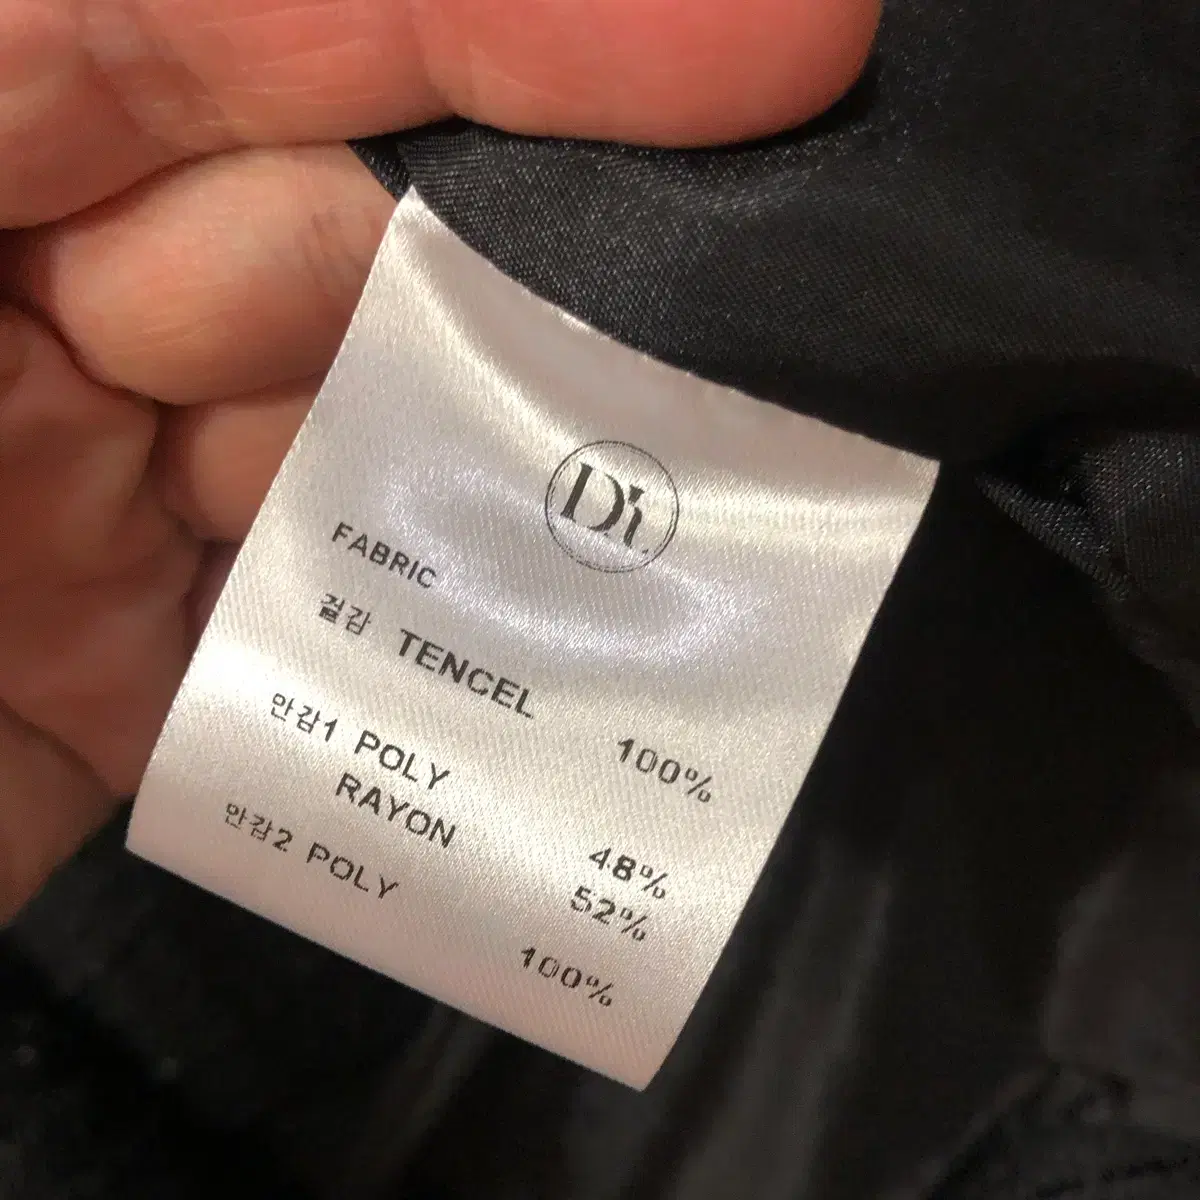 Di.
FABRIC
겉감 TENCEL 100%
안감1 POLY 48%
RAYON 52%
안감2 POLY 100%